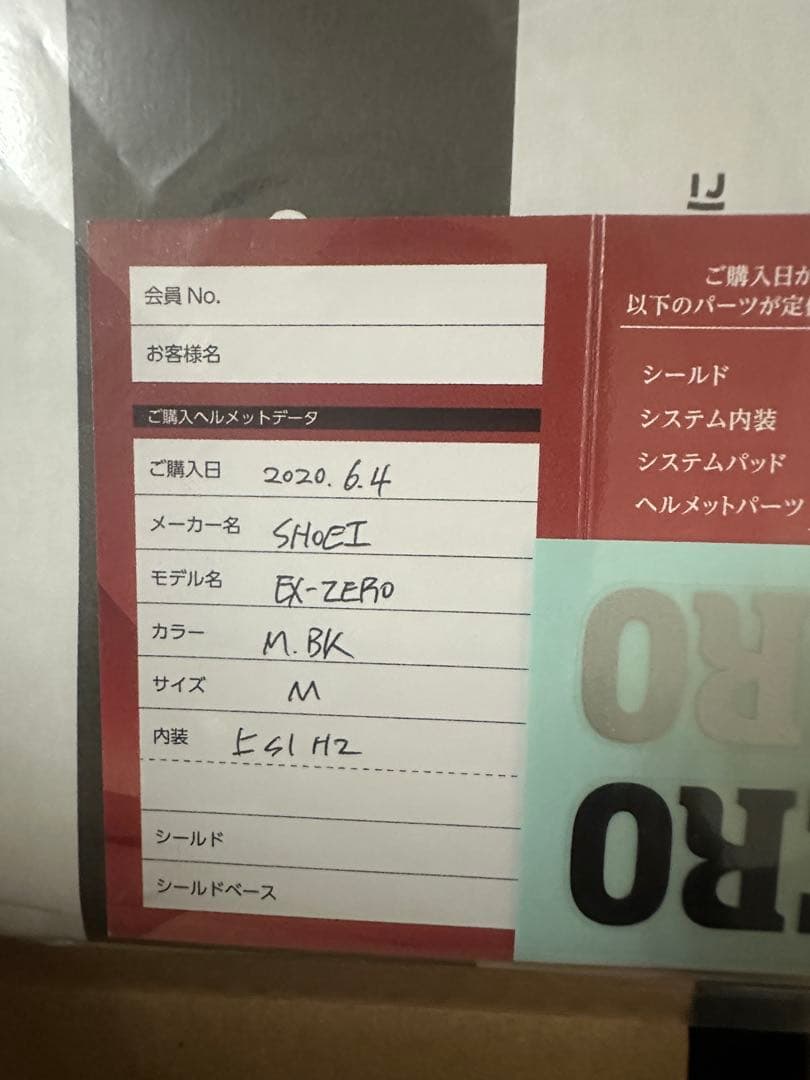 IJ
会員 No.
お客様名
ご購入ヘルメットデータ
ご購入日 2020.6.4
メーカー名 SHOEI
モデル名 EX-ZERO
カラー M.BK
サイズ M
内装 上S1 H2
シールド
シールドベース
ご購入日か
以下のパーツが定
シールド
システム内装
システムパッド
ヘルメットパーツ
RO
RO